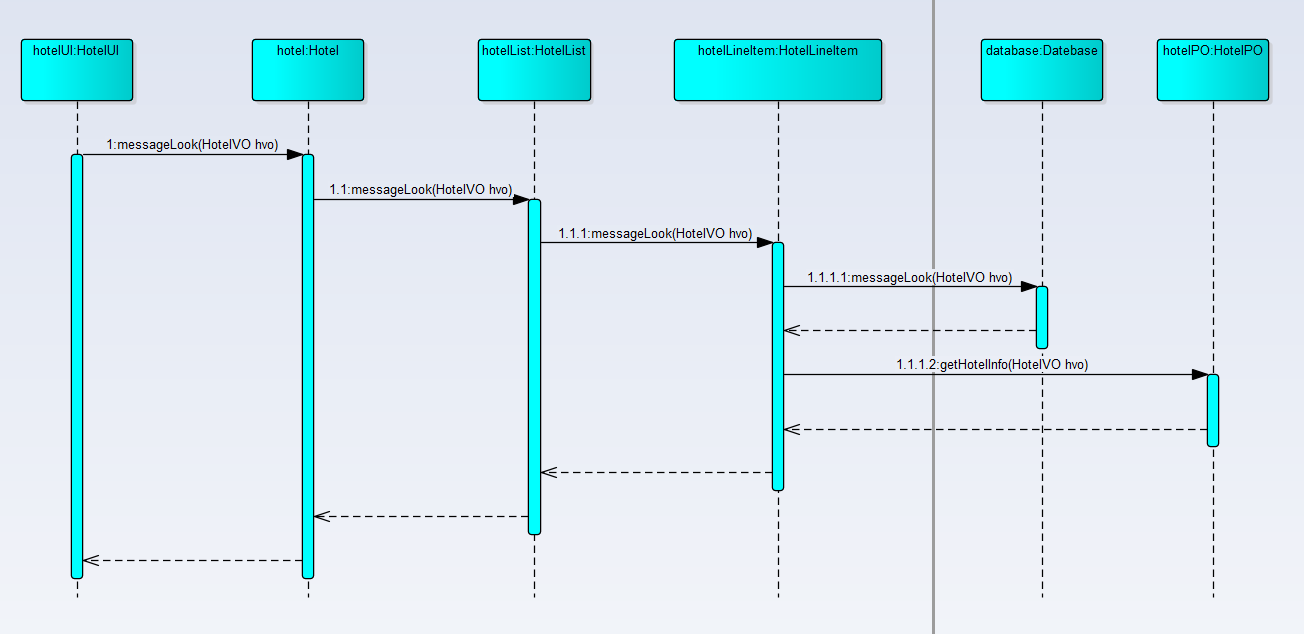 hotelUI:HotelUI
hotel:Hotel
hotelList:HotelList
hotelLineItem:HotelLineItem
database:Datebase
hotelPO:HotelPO
1:messageLook(HotelVO hvo)
1.1:messageLook(HotelVO hvo)
1.1.1:messageLook(HotelVO hvo)
1.1.1.1:messageLook(HotelVO hvo)
1.1.1.2:getHotelInfo(HotelVO hvo)